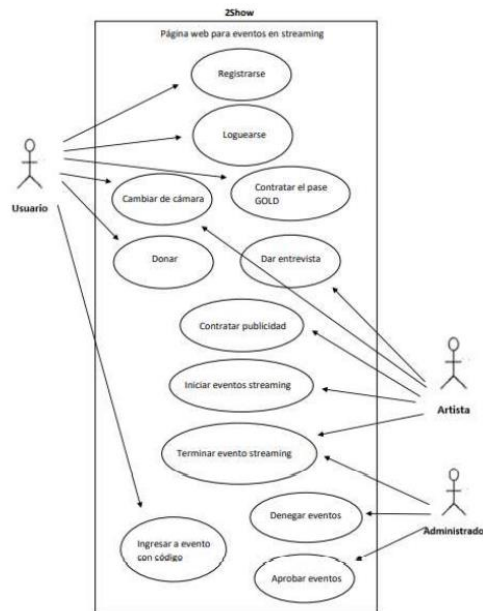 2Show
Página web para eventos en streaming
Registrarse
Loguearse
Usuario
Cambiar de cámara
Contratar el pase
GOLD
Donar
Dar entrevista
Contratar publicidad
Iniciar eventos streaming
Artista
Terminar evento streaming
Denegar eventos
Administrado
Ingresar a evento
con código
Aprobar eventos